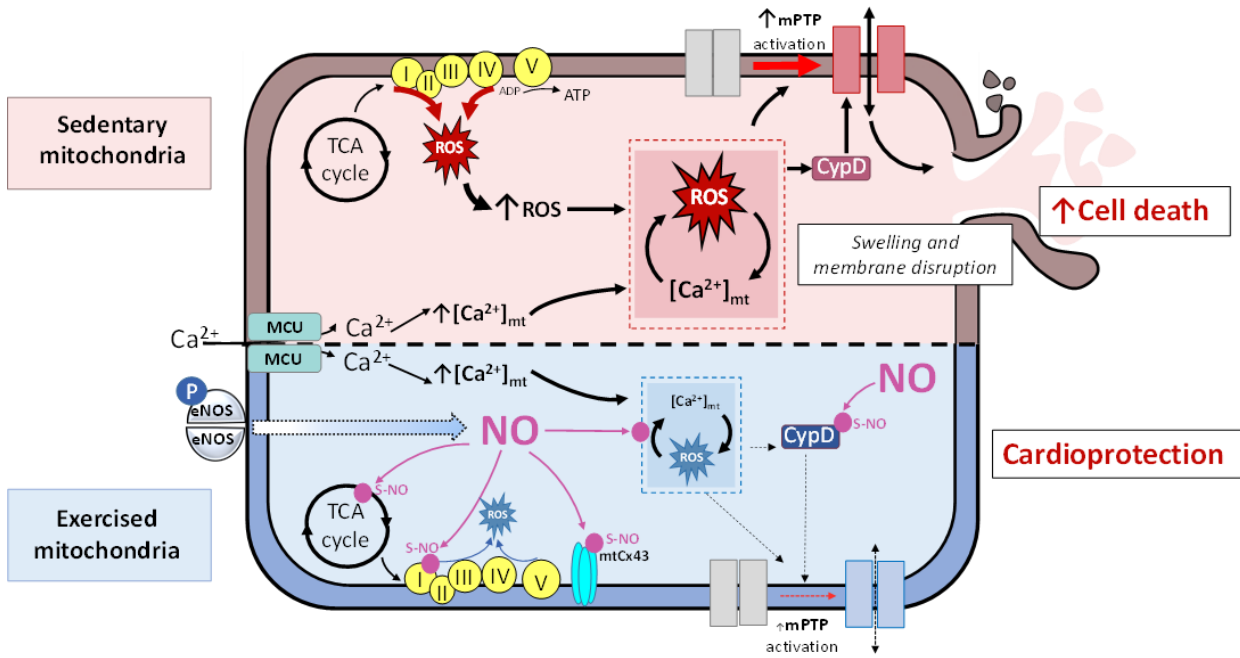 ↑mPTP
activation
I
II
III
IV
V
ADP
ATP
Sedentary
mitochondria
TCA
cycle
ROS
↑ ROS
ROS
[Ca²⁺]mt
CypD
↑Cell death
Swelling and
membrane disruption
Ca²⁺
MCU
Ca²⁺
↑[Ca²⁺]mt
MCU
Ca²⁺
↑[Ca²⁺]mt
P
eNOS
eNOS
NO
[Ca²⁺]mt
ROS
NO
CypD
S-NO
Cardioprotection
Exercised
mitochondria
TCA
cycle
S-NO
ROS
S-NO
I
II
III
IV
V
S-NO
mtCx43
↑mPTP
activation